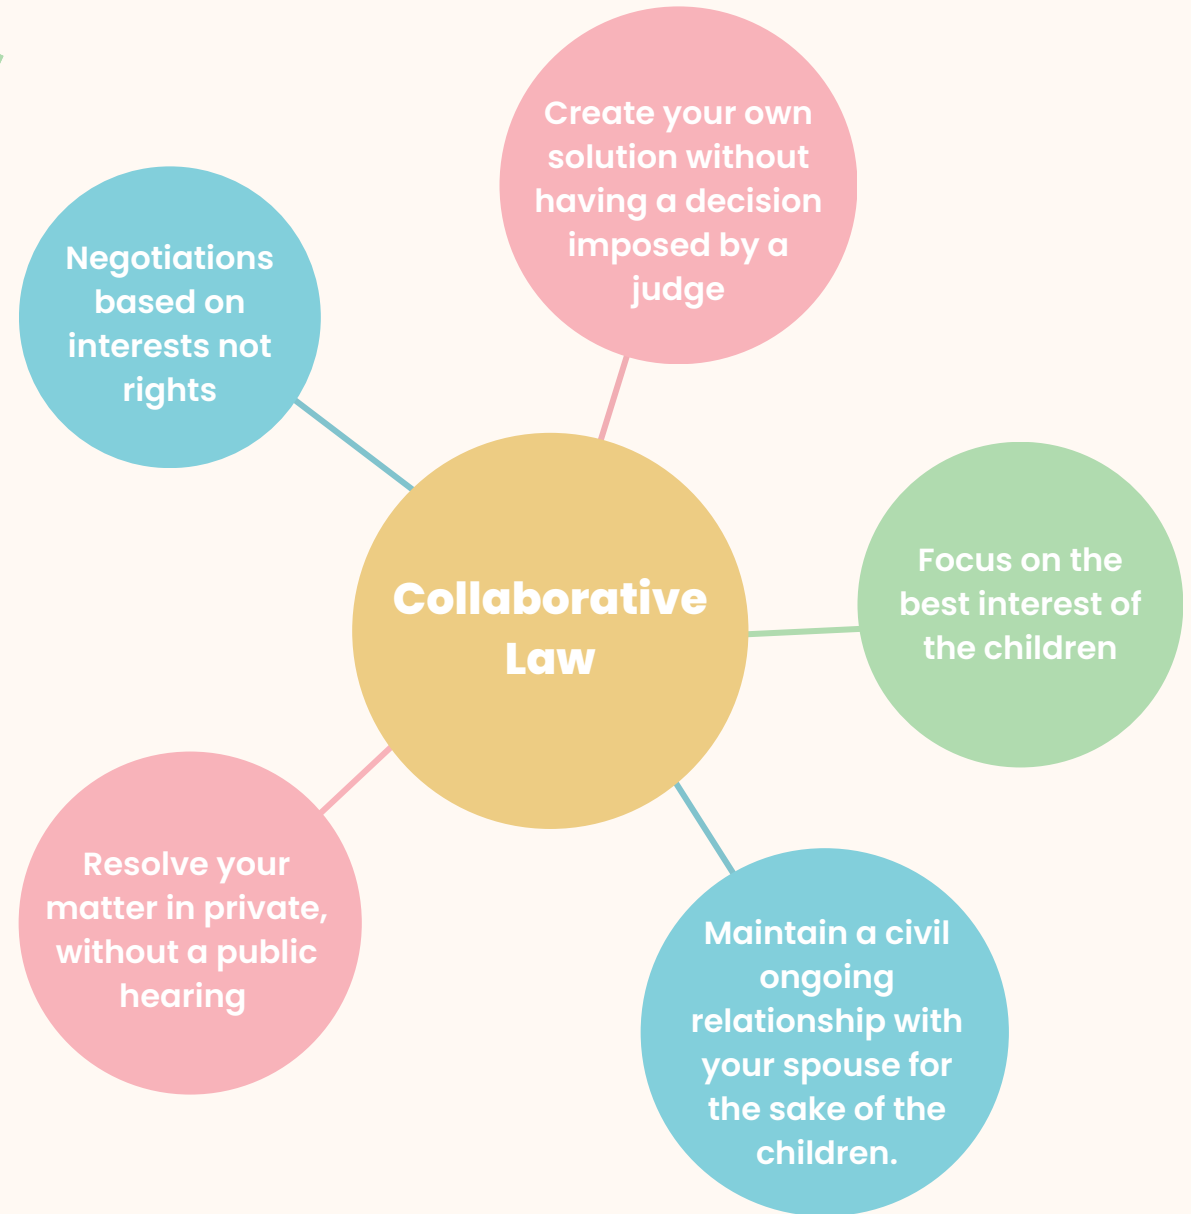 Create your own
solution without
having a decision
imposed by a
judge
Negotiations
based on
interests not
rights
Collaborative
Law
Focus on the
best interest of
the children
Resolve your
matter in private,
without a public
hearing
Maintain a civil
ongoing
relationship with
your spouse for
the sake of the
children.